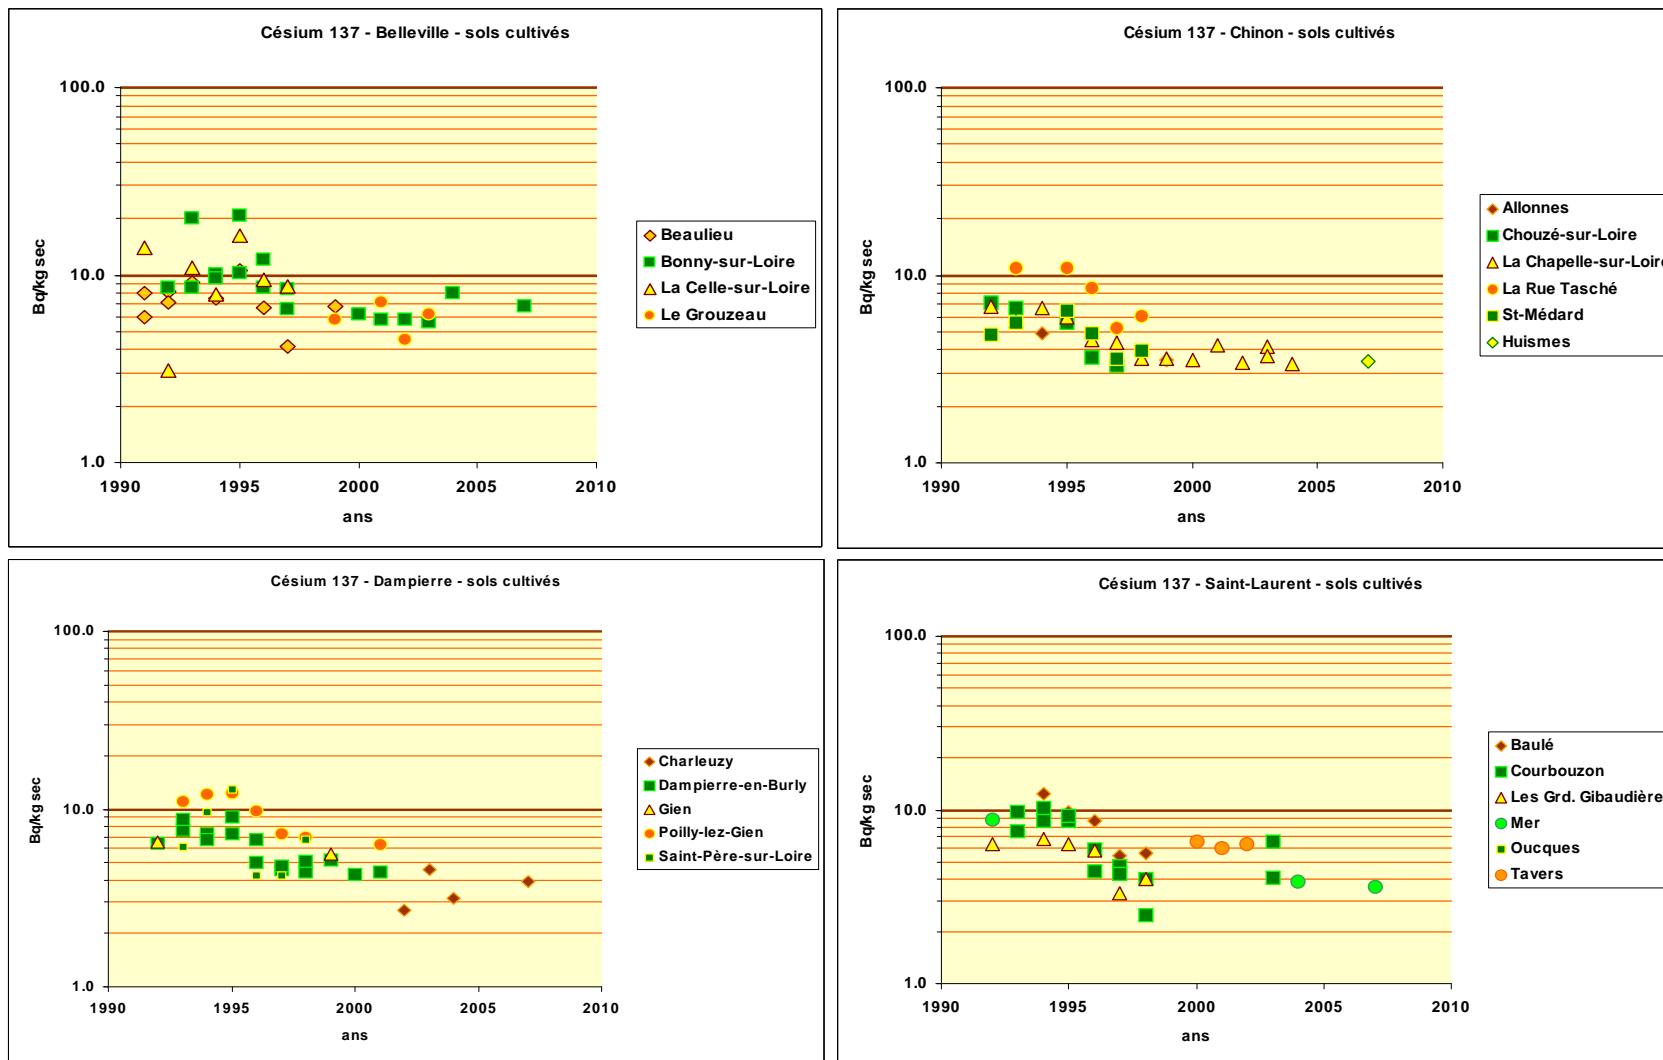 Césium 137 - Belleville - sols cultivés
100.0
10.0
1.0
Bq/kg sec
1990 1995 2000 2005 2010
ans
Beaulieu
Bonny-sur-Loire
La Celle-sur-Loire
Le Grouzeau
Césium 137 - Chinon - sols cultivés
100.0
10.0
1.0
Bq/kg sec
1990 1995 2000 2005 2010
ans
Allonnes
Chouzé-sur-Loire
La Chapelle-sur-Loire
La Rue Tasché
St-Médard
Huismes
Césium 137 - Dampierre - sols cultivés
100.0
10.0
1.0
Bq/kg sec
1990 1995 2000 2005 2010
ans
Charleuzy
Dampierre-en-Burly
Gien
Poilly-lez-Gien
Saint-Père-sur-Loire
Césium 137 - Saint-Laurent - sols cultivés
100.0
10.0
1.0
Bq/kg sec
1990 1995 2000 2005 2010
ans
Baulé
Courbouzon
Les Grd. Gibaudière
Mer
Oucques
Tavers